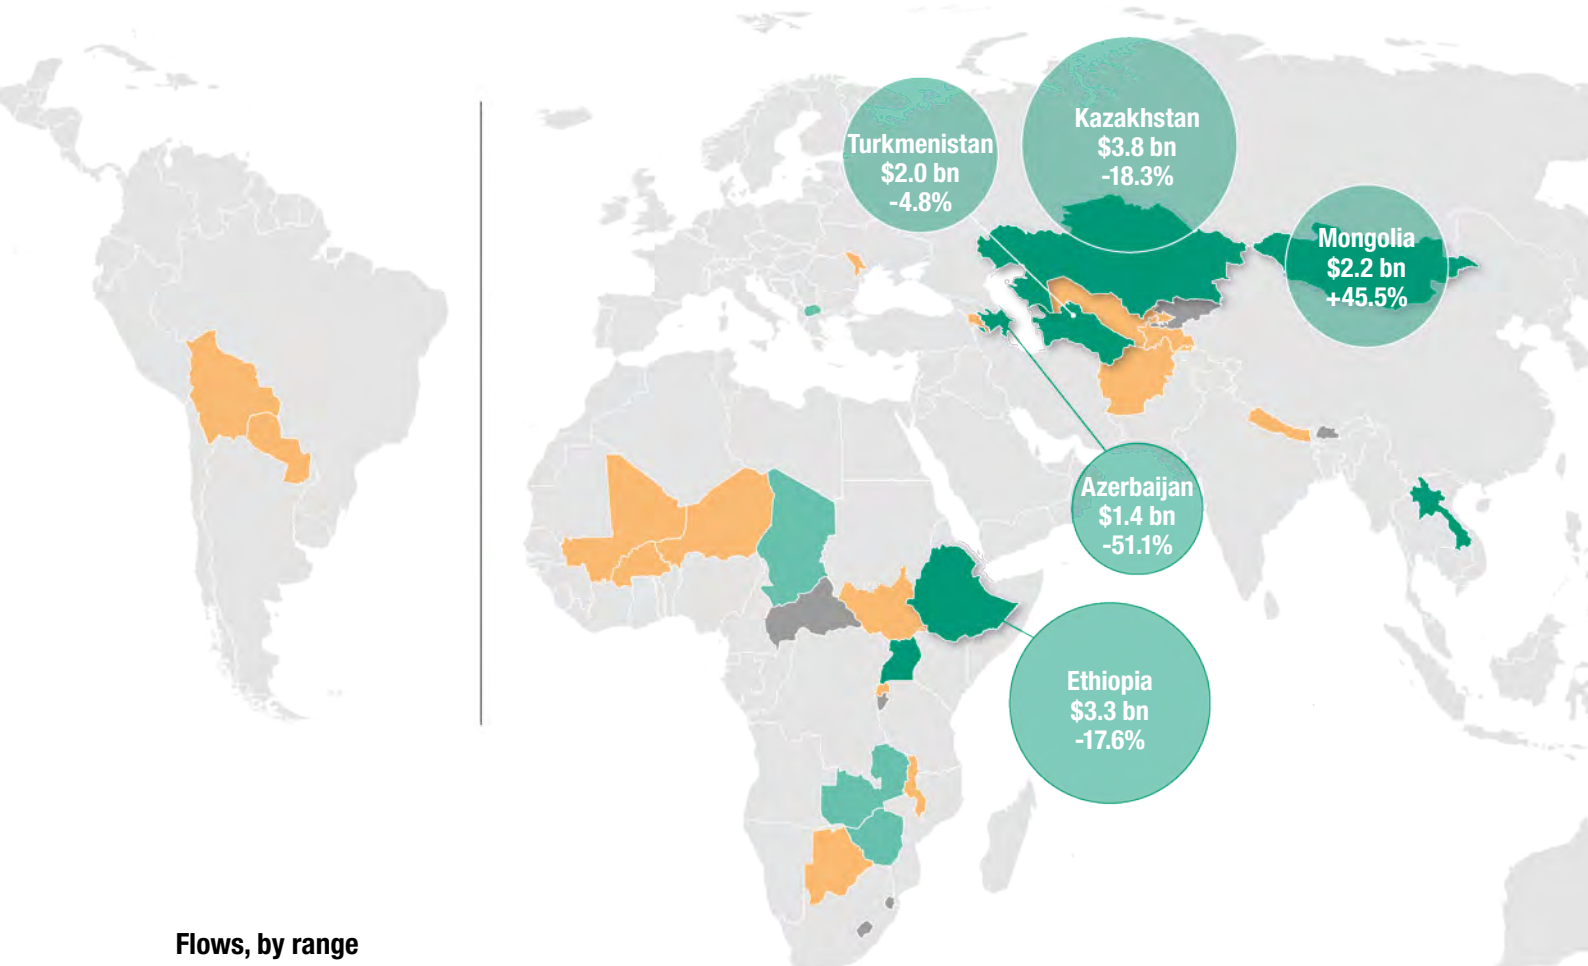 Kazakhstan
$3.8 bn
-18.3%
Turkmenistan
$2.0 bn
-4.8%
Mongolia
$2.2 bn
+45.5%
Azerbaijan
$1.4 bn
-51.1%
Ethiopia
$3.3 bn
-17.6%
Flows, by range